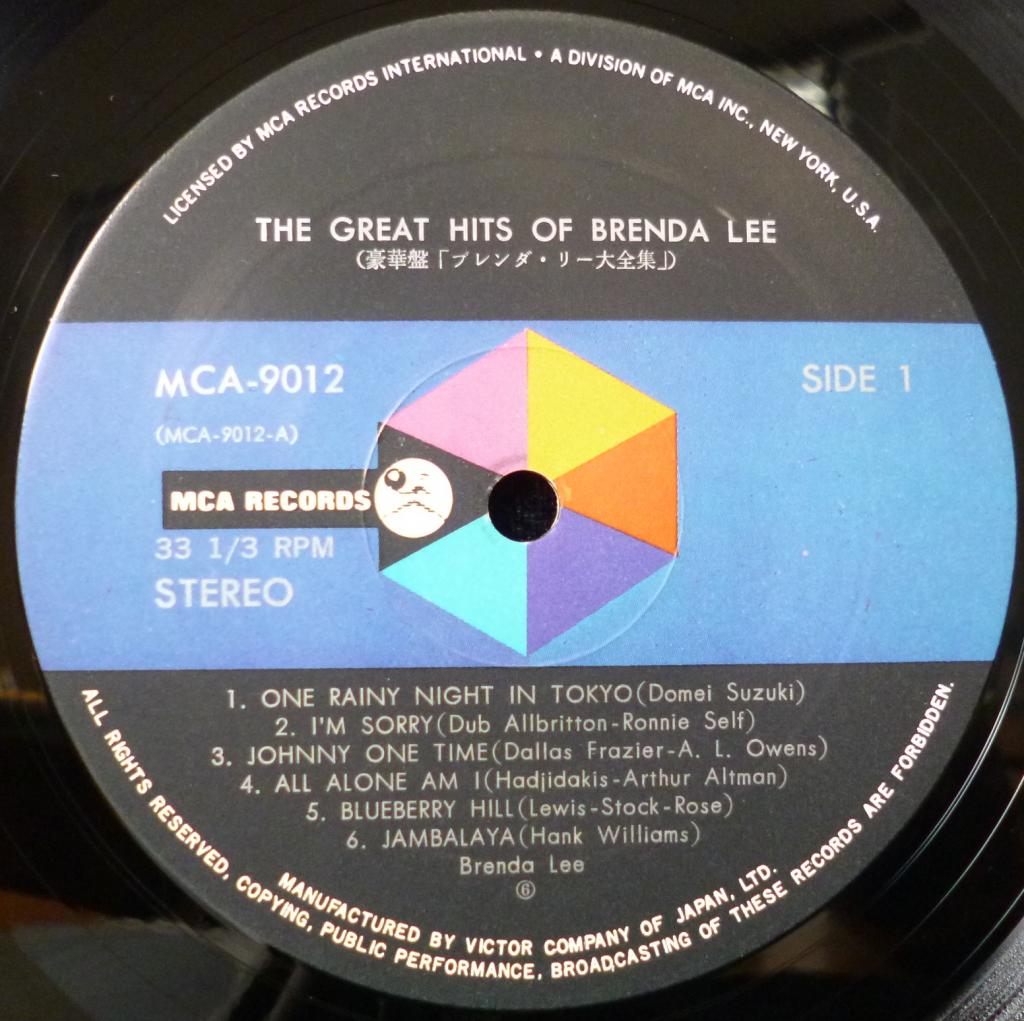 LICENSED BY MCA RECORDS INTERNATIONAL • A DIVISION OF MCA INC., NEW YORK, U.S.A.
THE GREAT HITS OF BRENDA LEE
(豪華盤「ブレンダ・リー大全集」)
MCA-9012
SIDE 1
(MCA-9012-A)
MCA RECORDS
33 1/3 RPM
STEREO
1. ONE RAINY NIGHT IN TOKYO(Domei Suzuki)
2. I'M SORRY(Dub Allbritton-Ronnie Self)
3. JOHNNY ONE TIME(Dallas Frazier-A. L. Owens)
4. ALL ALONE AM I(Hadjidakis-Arthur Altman)
5. BLUEBERRY HILL(Lewis-Stock-Rose)
6. JAMBALAYA(Hank Williams)
Brenda Lee
⑥
MANUFACTURED BY VICTOR COMPANY OF JAPAN, LTD.
ALL RIGHTS RESERVED, COPYING, PUBLIC PERFORMANCE, BROADCASTING OF THESE RECORDS ARE FORBIDDEN.